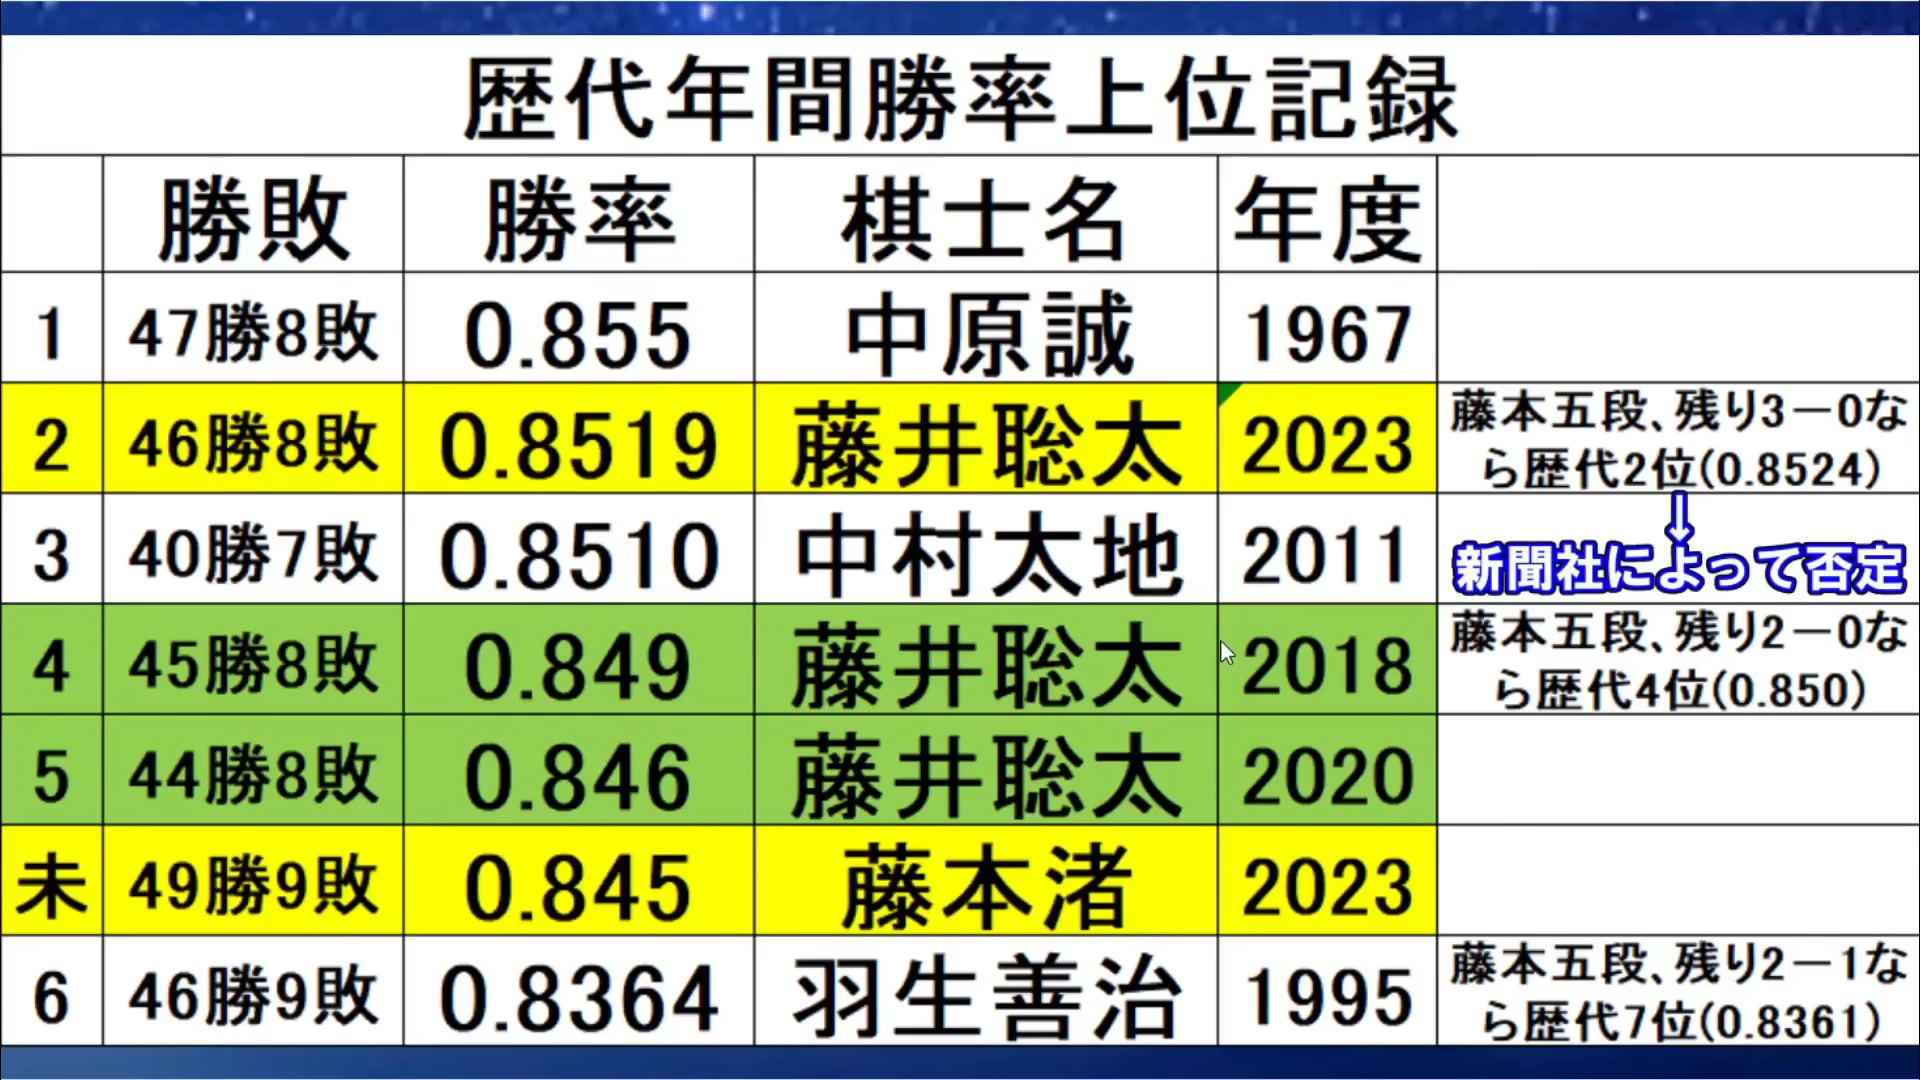 歴代年間勝率上位記録
勝敗 勝率 棋士名 年度
1 47勝8敗 0.855 中原誠 1967
2 46勝8敗 0.8519 藤井聡太 2023 藤本五段、残り3－0な
ら歴代2位(0.8524)
↓
3 40勝7敗 0.8510 中村太地 2011 新聞社によって否定
4 45勝8敗 0.849 藤井聡太 2018 藤本五段、残り2－0な
ら歴代4位(0.850)
5 44勝8敗 0.846 藤井聡太 2020
未 49勝9敗 0.845 藤本渚 2023
6 46勝9敗 0.8364 羽生善治 1995 藤本五段、残り2－1な
ら歴代7位(0.8361)